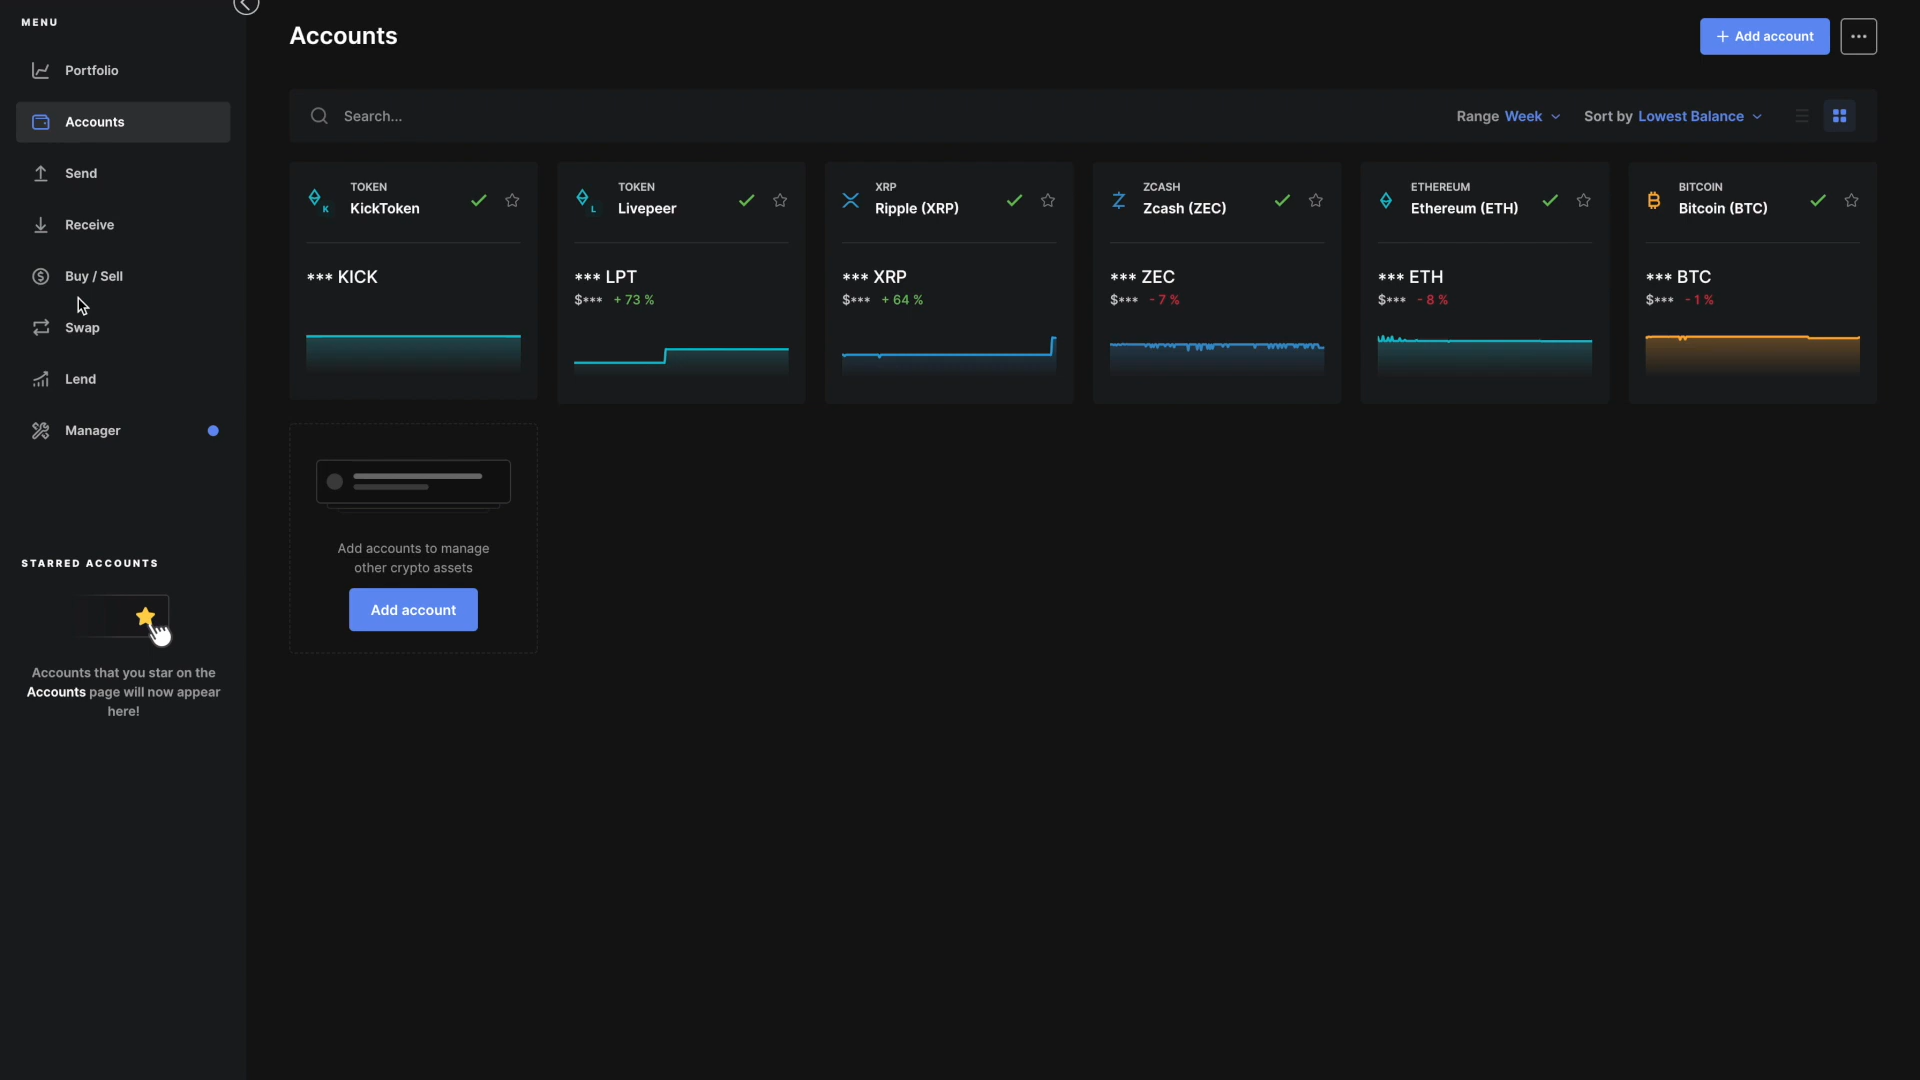 MENU
Portfolio
Accounts
Send
Receive
Buy / Sell
Swap
Lend
Manager
STARRED ACCOUNTS
Accounts that you star on the
Accounts page will now appear
here!
Accounts
+ Add account
Search...
Range Week
Sort by Lowest Balance
TOKEN
KickToken
K
*** KICK
TOKEN
Livepeer
L
*** LPT
$*** + 73 %
XRP
Ripple (XRP)
*** XRP
$*** + 64 %
ZCASH
Zcash (ZEC)
*** ZEC
$*** - 7 %
ETHEREUM
Ethereum (ETH)
*** ETH
$*** - 8 %
BITCOIN
Bitcoin (BTC)
*** BTC
$*** - 1 %
Add accounts to manage
other crypto assets
Add account